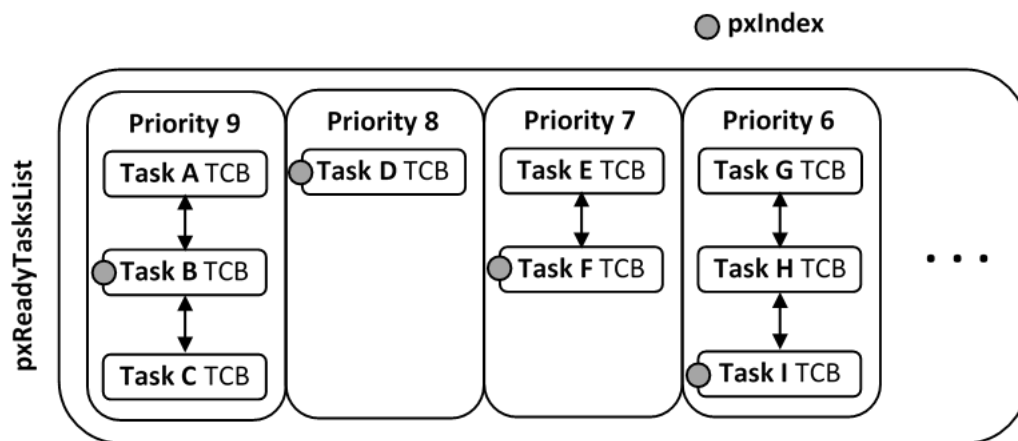 pxIndex
pxReadyTasksList
Priority 9
Task A TCB
Task B TCB
Task C TCB
Priority 8
Task D TCB
Priority 7
Task E TCB
Task F TCB
Priority 6
Task G TCB
Task H TCB
Task I TCB
...